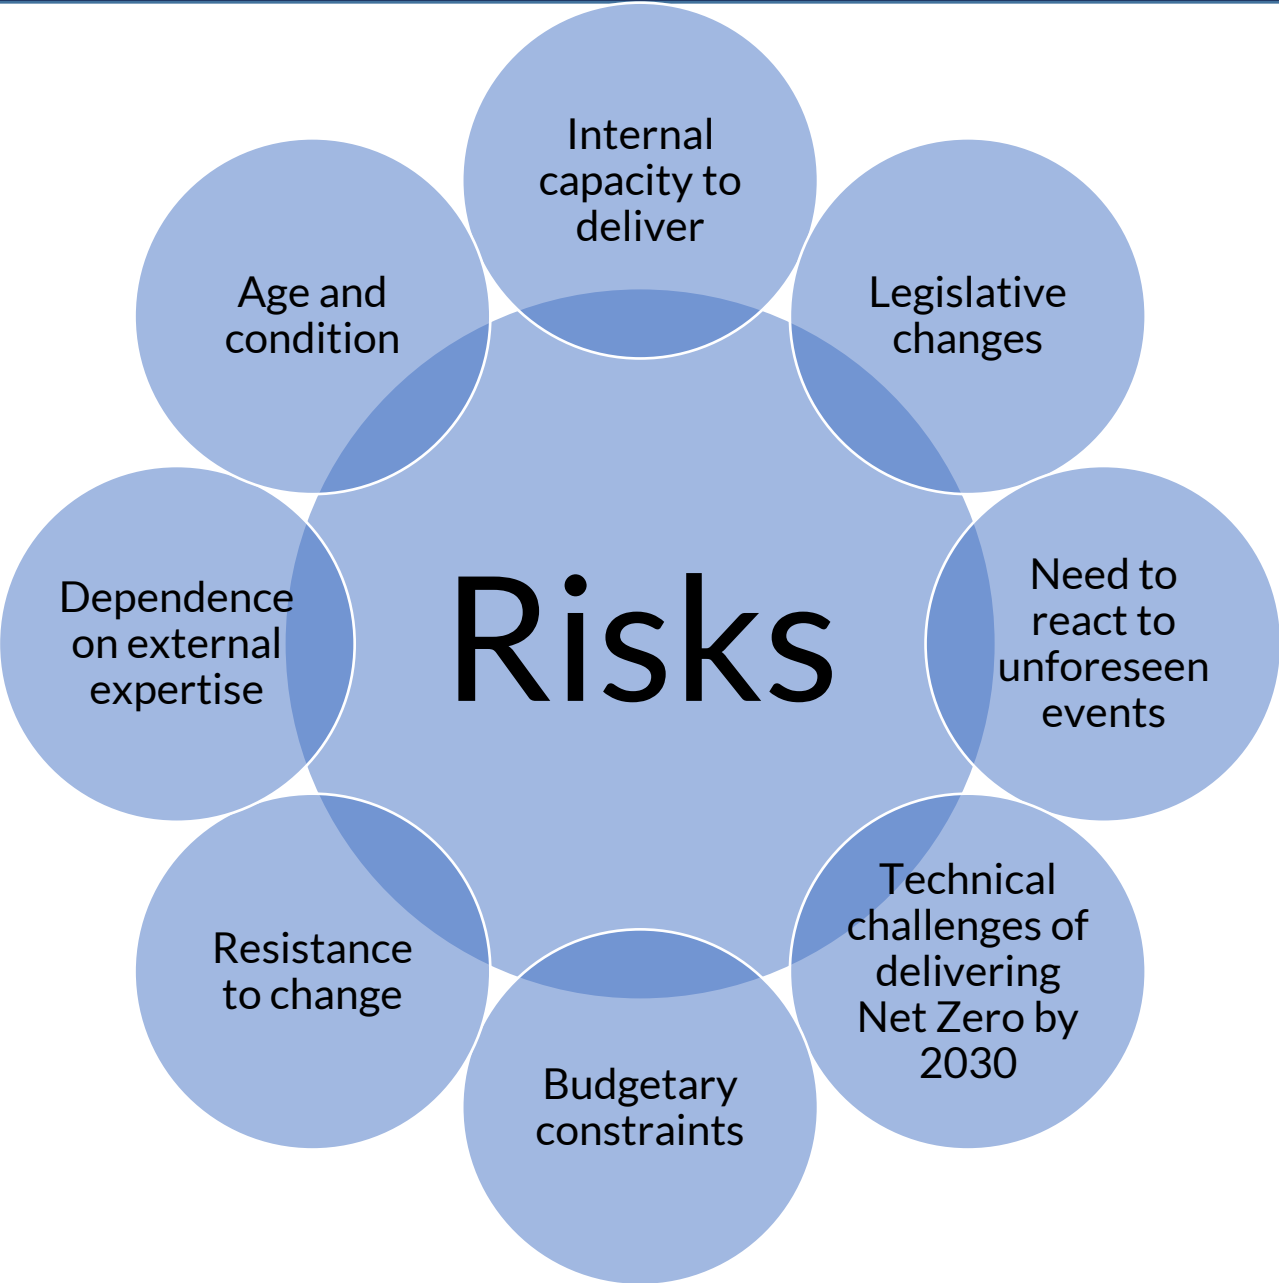 Internal
capacity to
deliver
Legislative
changes
Need to
react to
unforeseen
events
Technical
challenges of
delivering
Net Zero by
2030
Budgetary
constraints
Resistance
to change
Dependence
on external
expertise
Age and
condition
Risks